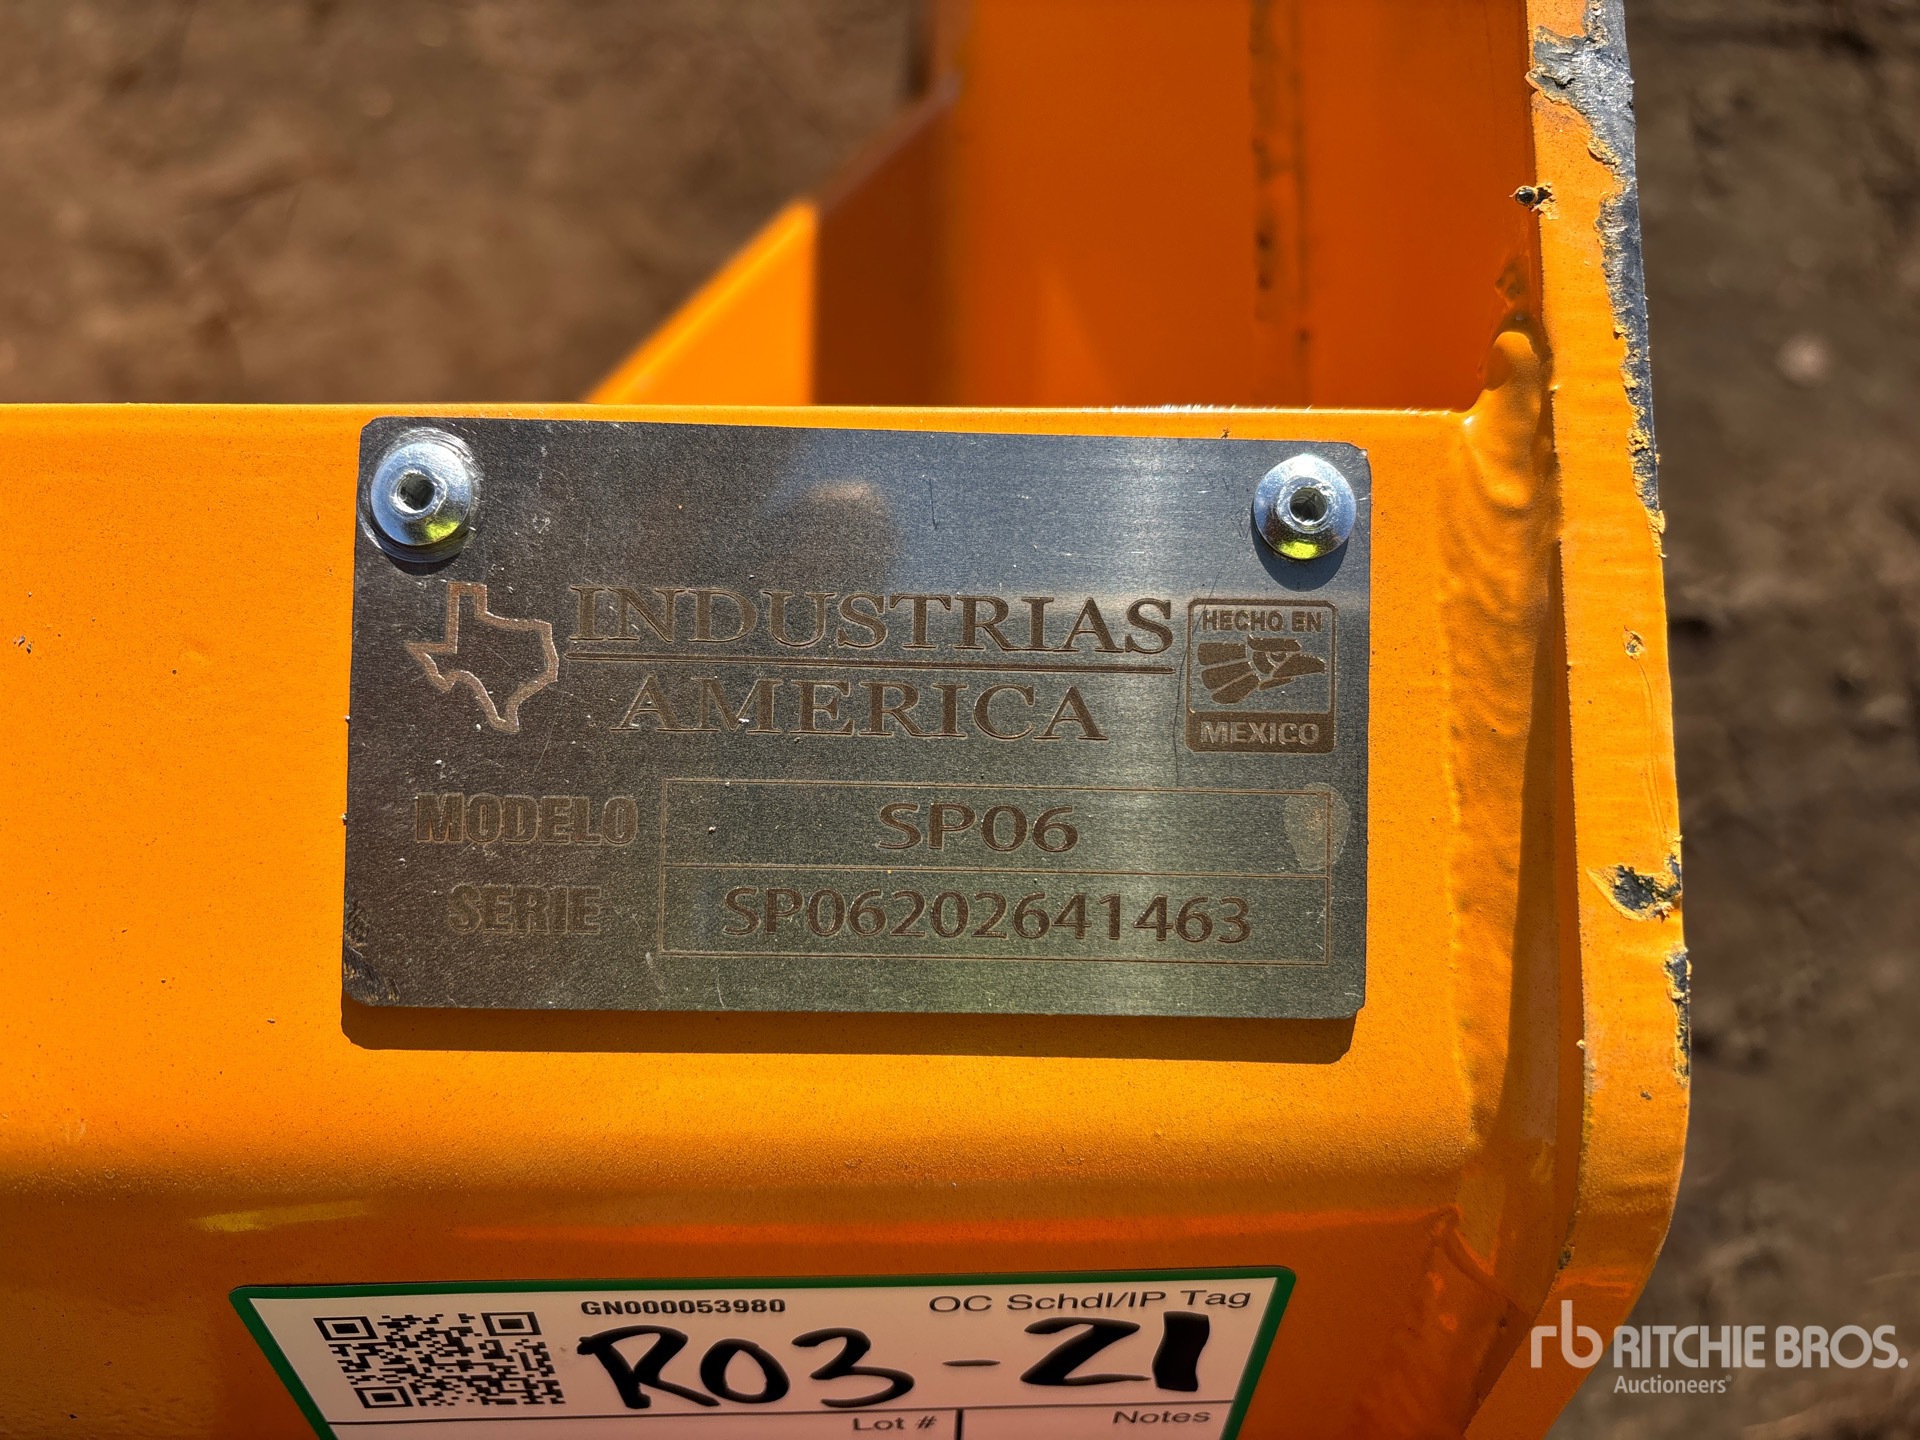 INDUSTRIAS
AMERICA
HECHO EN
MEXICO
MODELO SP06
SERIE SP06202641463
GN000053980 OC Schdl/IP Tag
R03-21
Lot # Notes
rb RITCHIE BROS.
Auctioneers